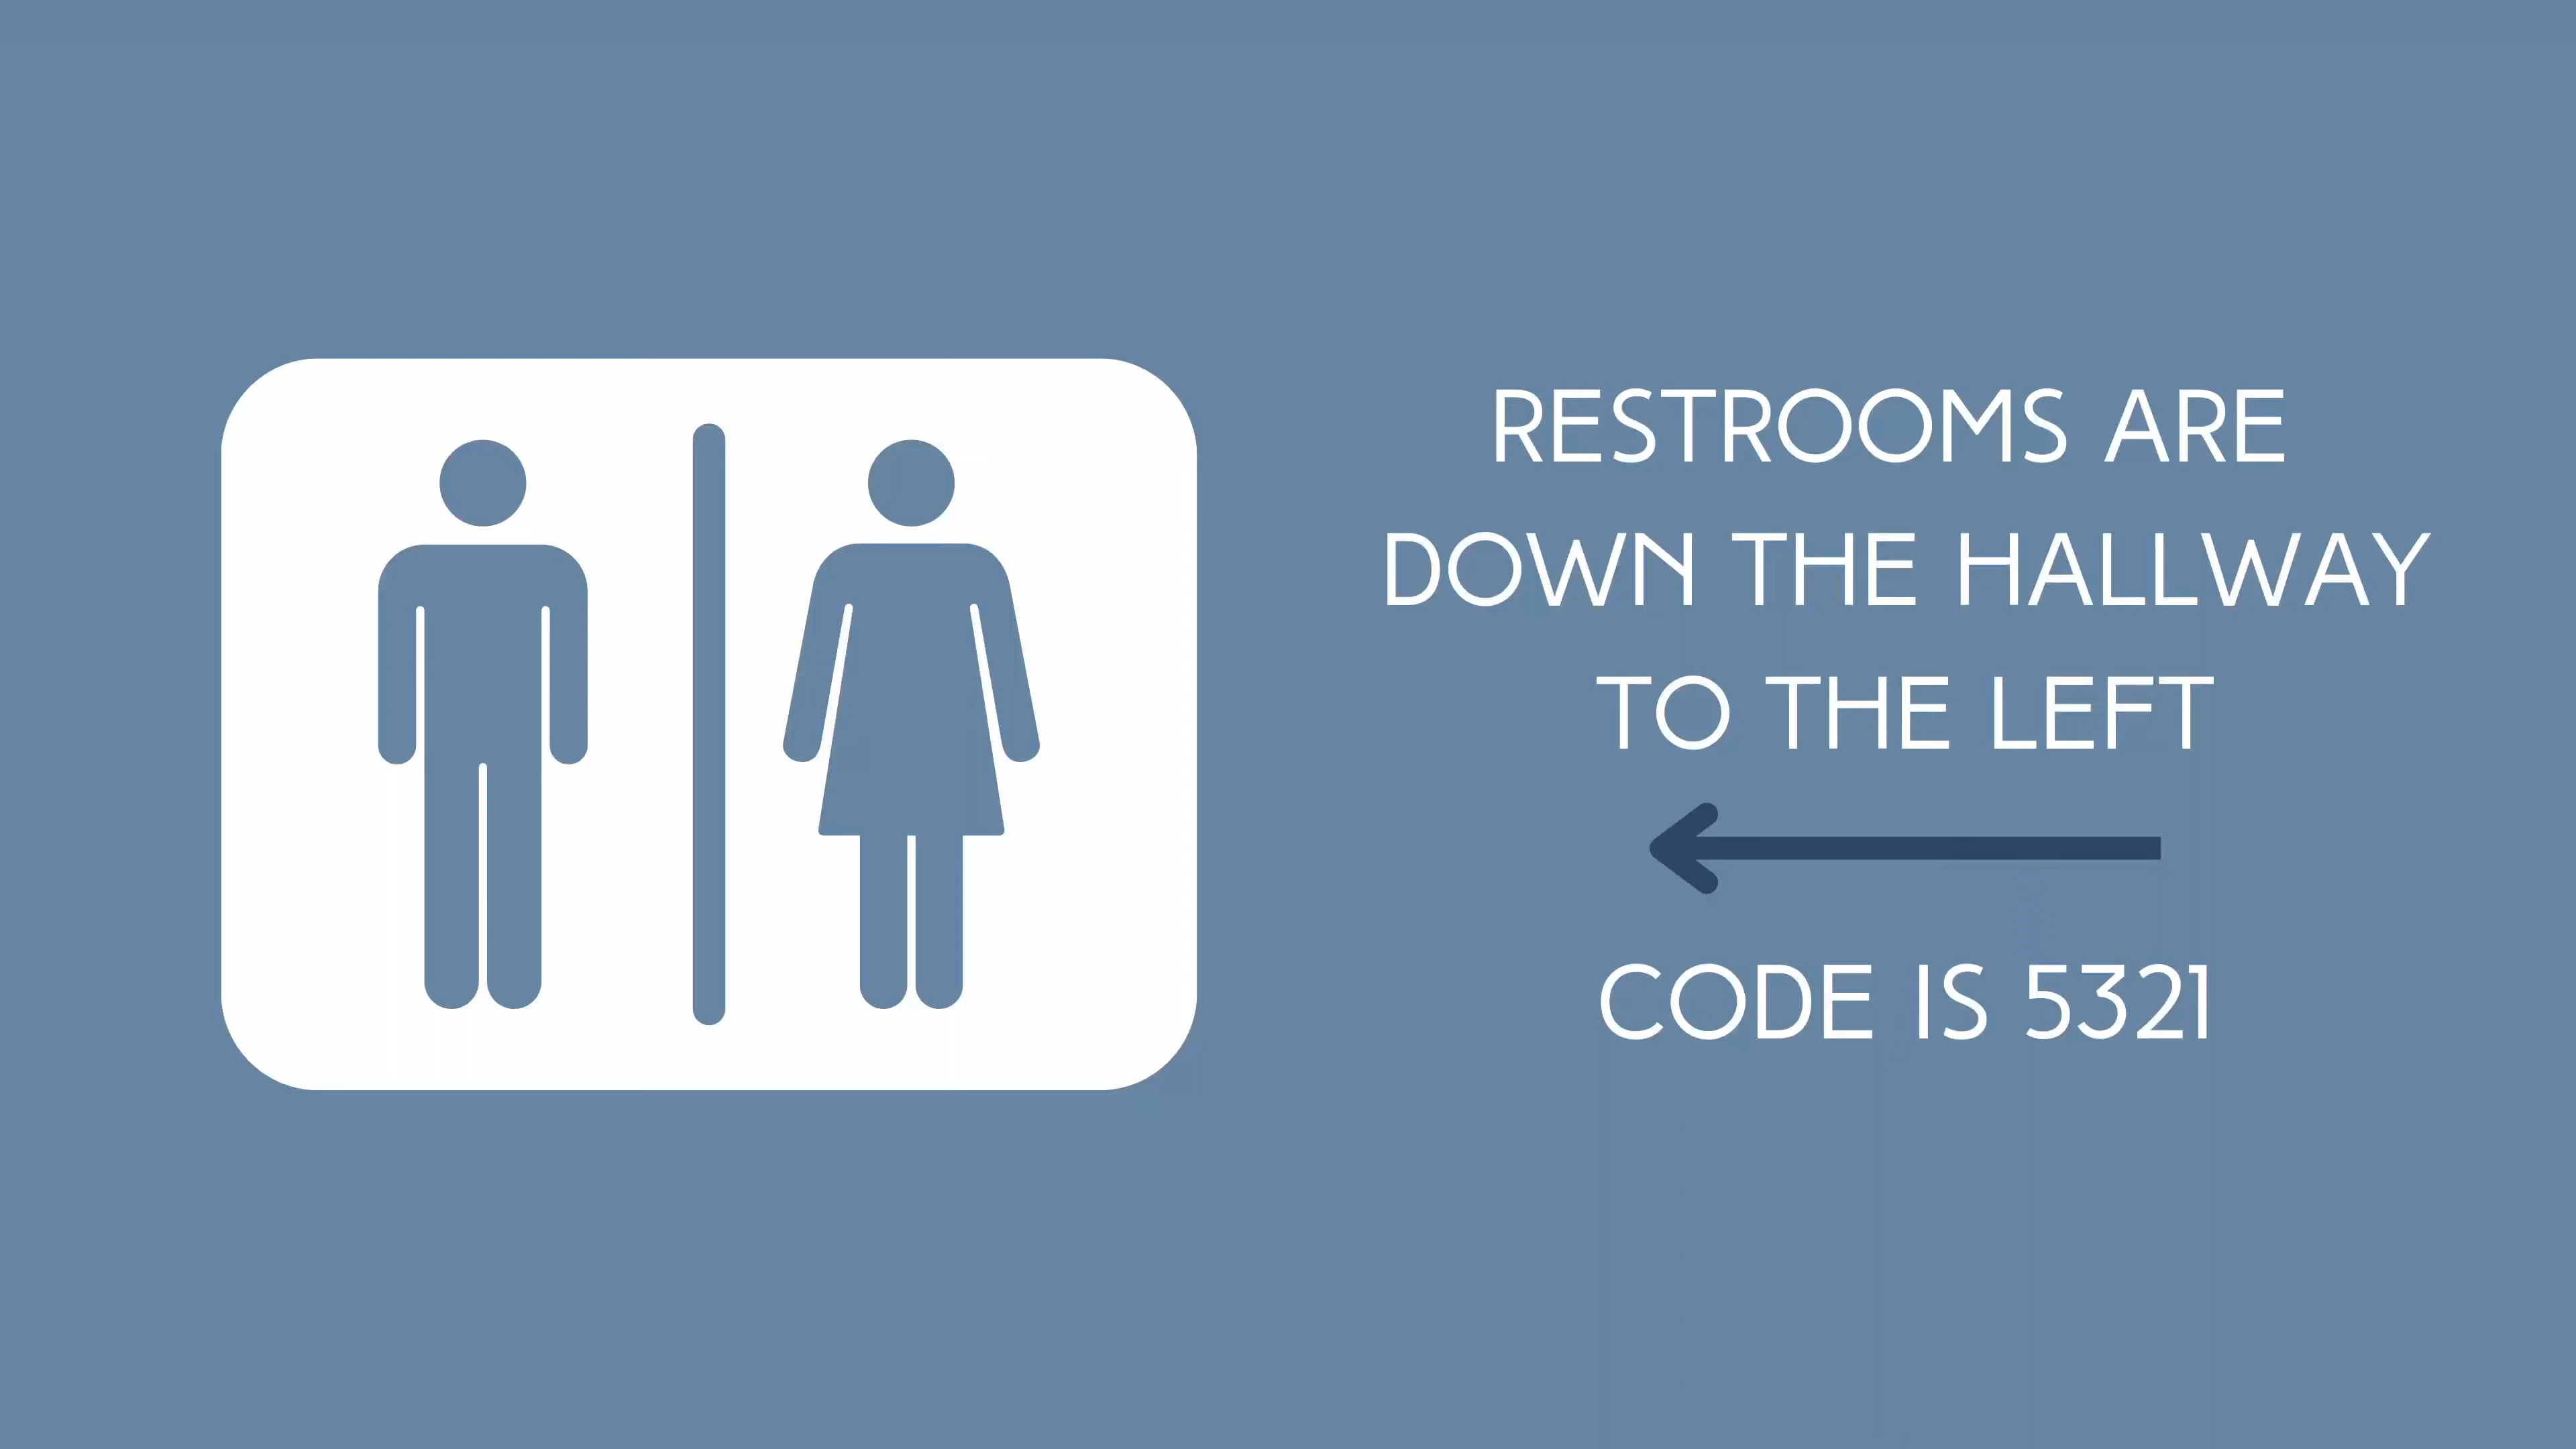 RESTROOMS ARE
DOWN THE HALLWAY
TO THE LEFT
CODE IS 5321